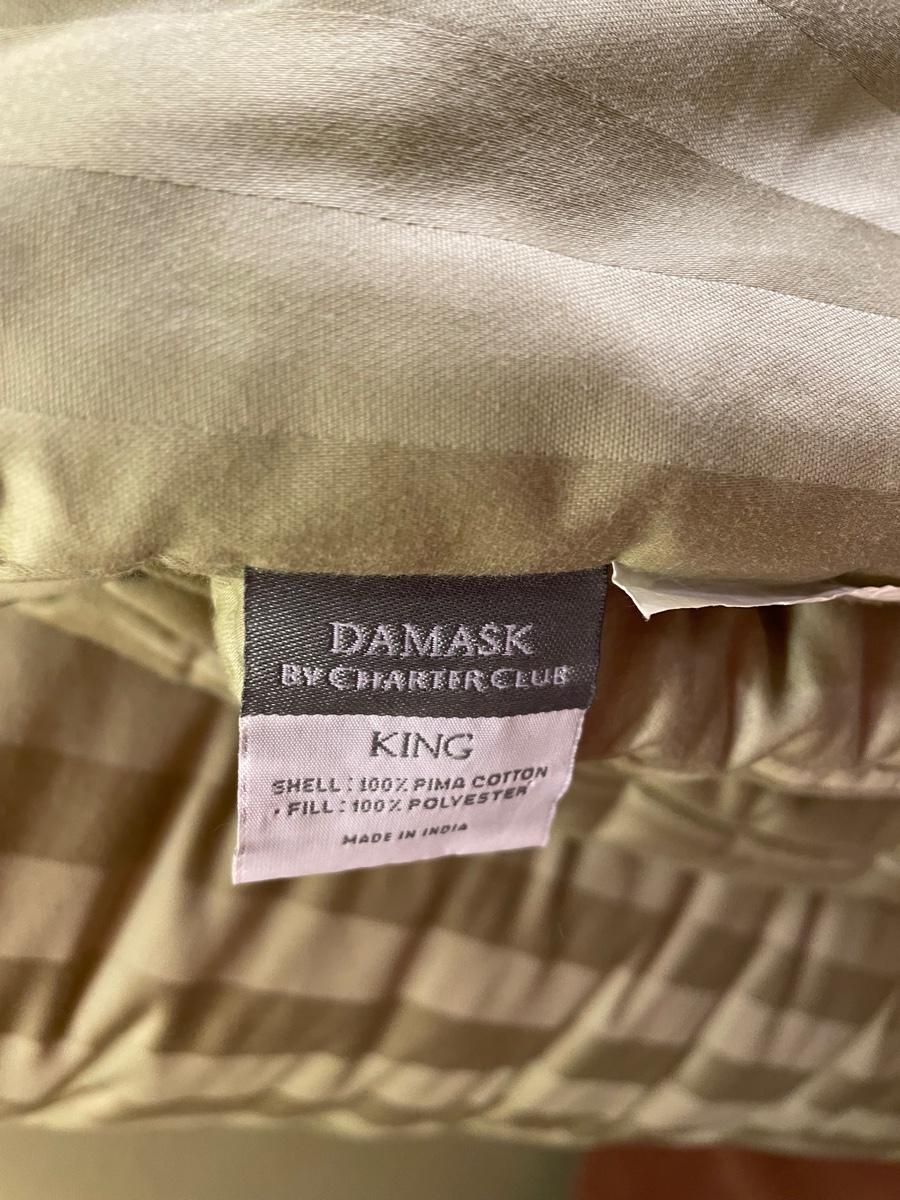 DAMASK
BY CHARTER CLUB
KING
SHELL : 100% PIMA COTTON
FILL : 100% POLYESTER
MADE IN INDIA